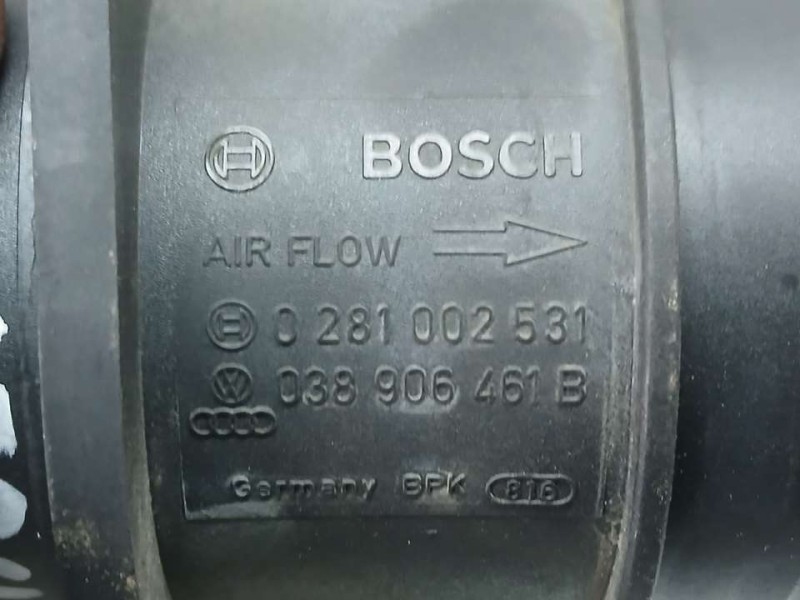 BOSCH
AIR FLOW
0 281 002 531
038 906 461 B
Germany BPK 816